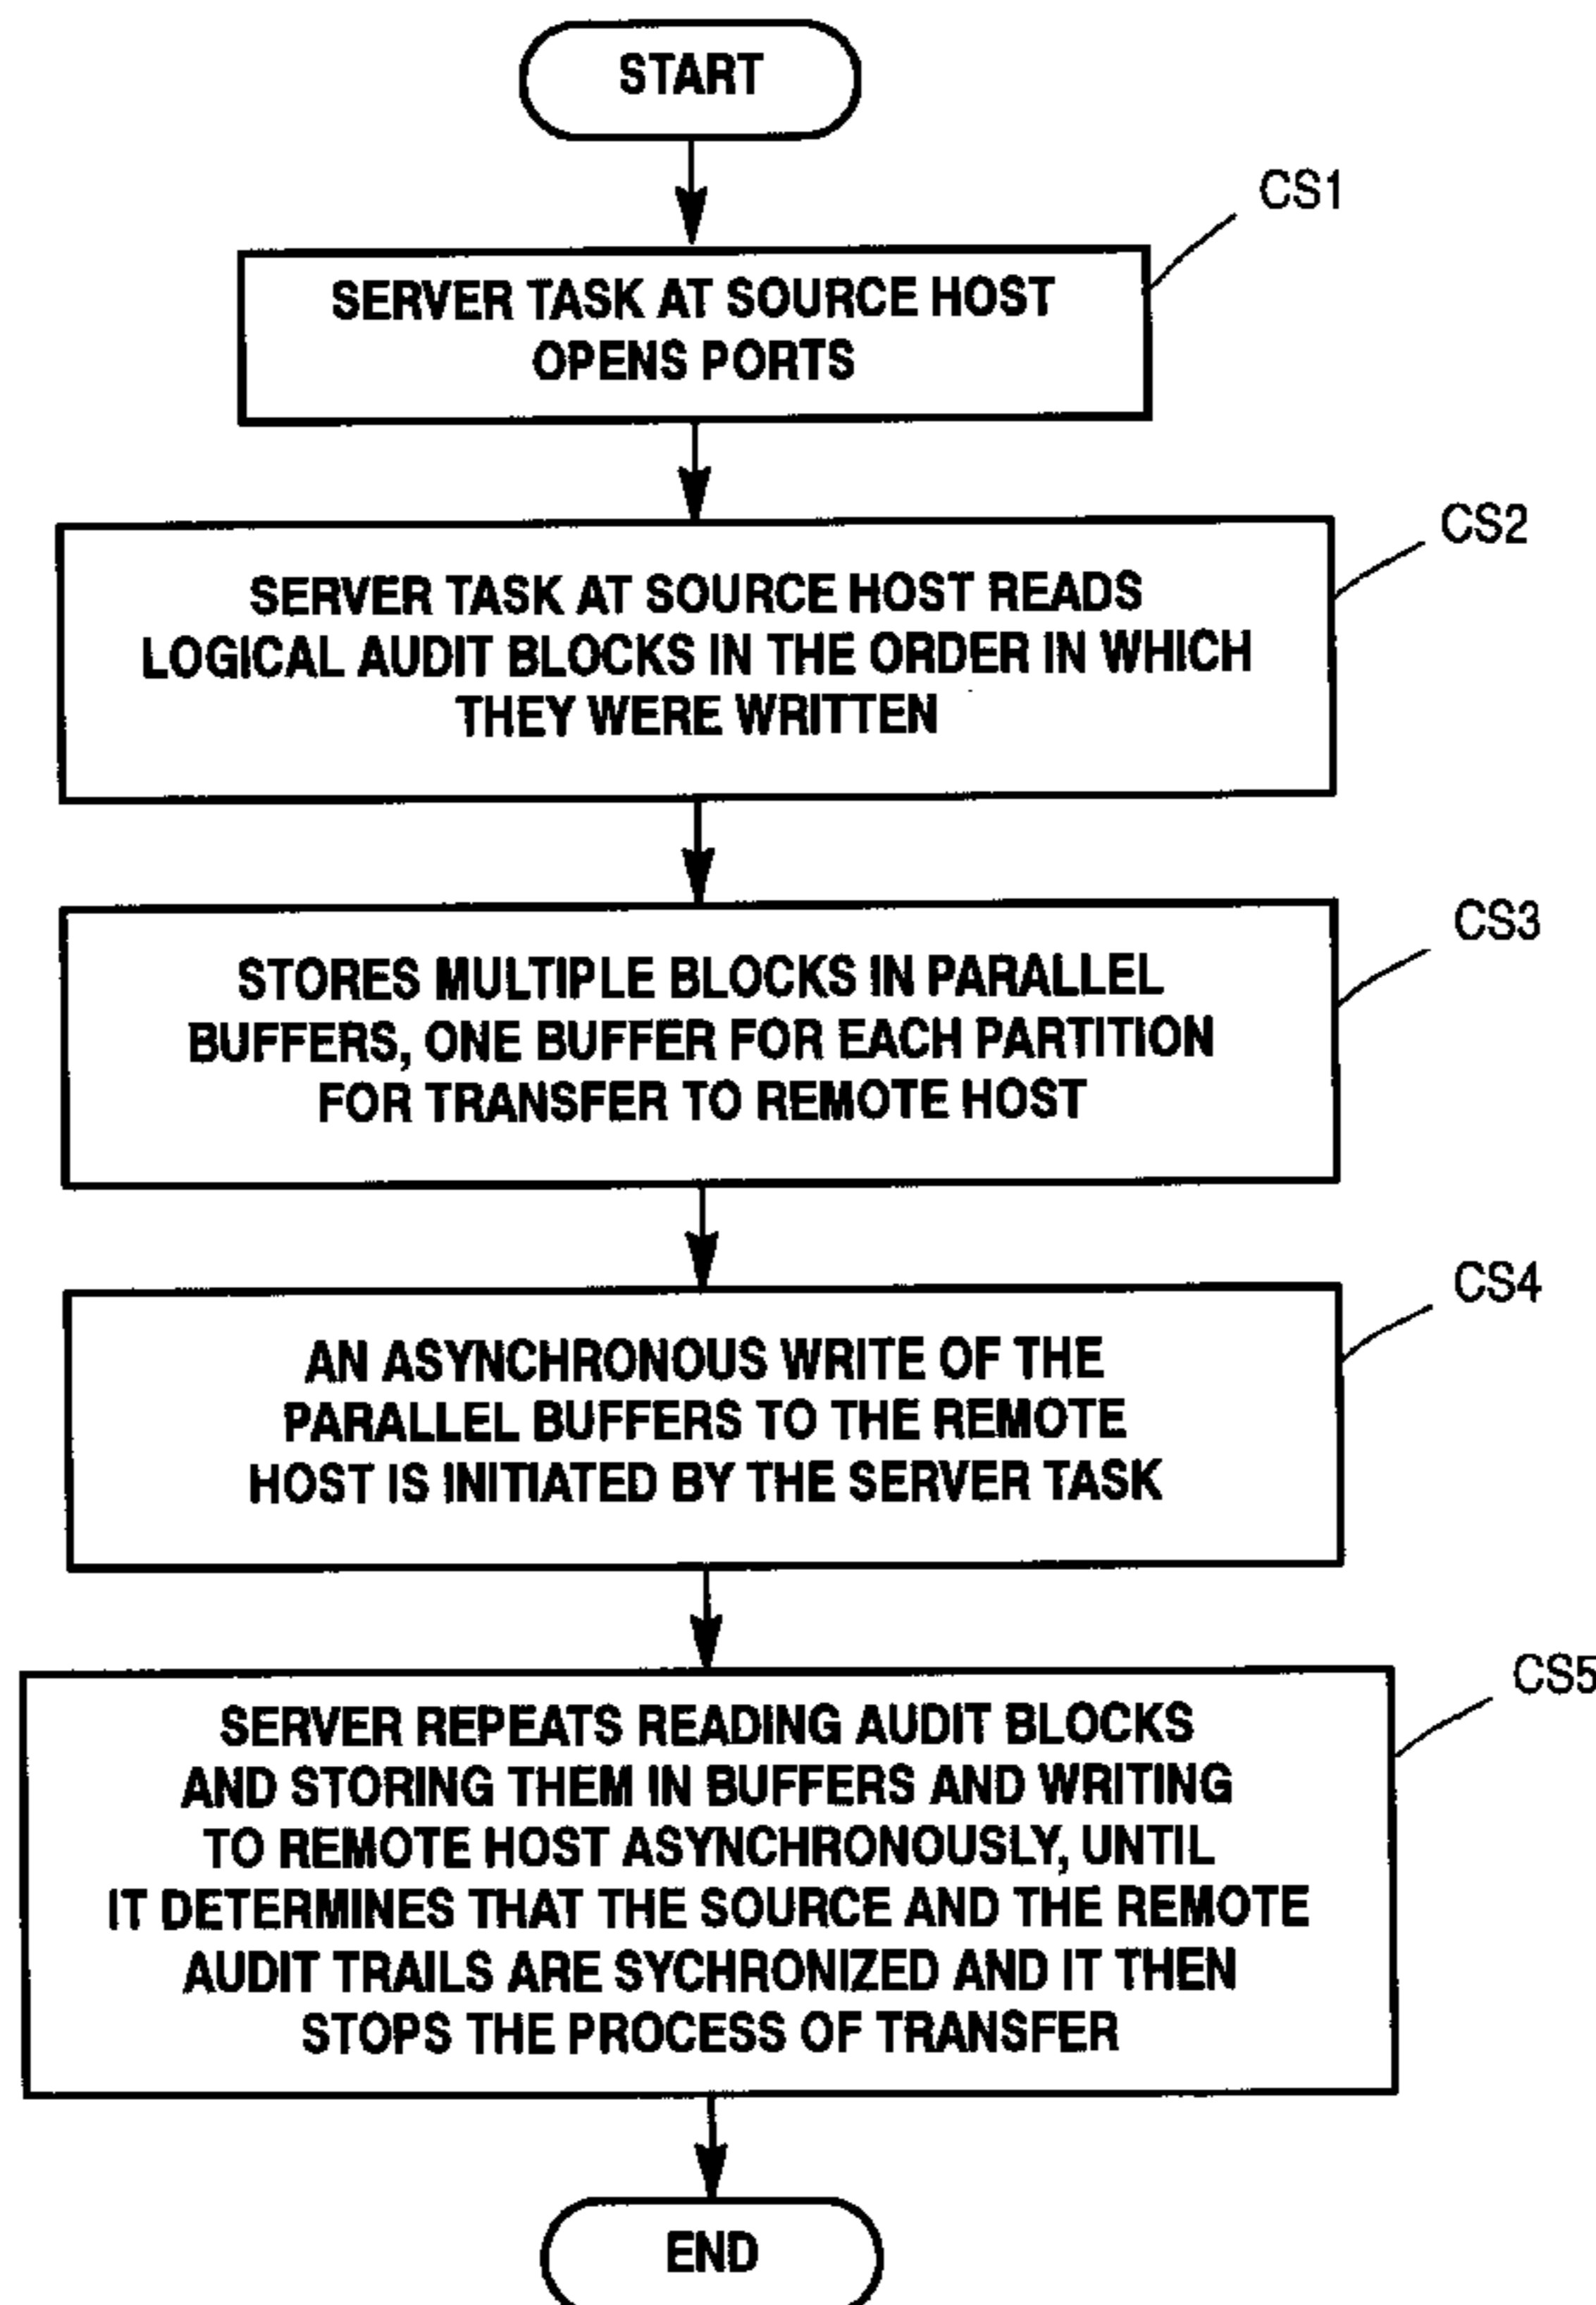 START
CS1
SERVER TASK AT SOURCE HOST
OPENS PORTS
CS2
SERVER TASK AT SOURCE HOST READS
LOGICAL AUDIT BLOCKS IN THE ORDER IN WHICH
THEY WERE WRITTEN
CS3
STORES MULTIPLE BLOCKS IN PARALLEL
BUFFERS, ONE BUFFER FOR EACH PARTITION
FOR TRANSFER TO REMOTE HOST
CS4
AN ASYNCHRONOUS WRITE OF THE
PARALLEL BUFFERS TO THE REMOTE
HOST IS INITIATED BY THE SERVER TASK
CS5
SERVER REPEATS READING AUDIT BLOCKS
AND STORING THEM IN BUFFERS AND WRITING
TO REMOTE HOST ASYNCHRONOUSLY, UNTIL
IT DETERMINES THAT THE SOURCE AND THE REMOTE
AUDIT TRAILS ARE SYCHRONIZED AND IT THEN
STOPS THE PROCESS OF TRANSFER
END